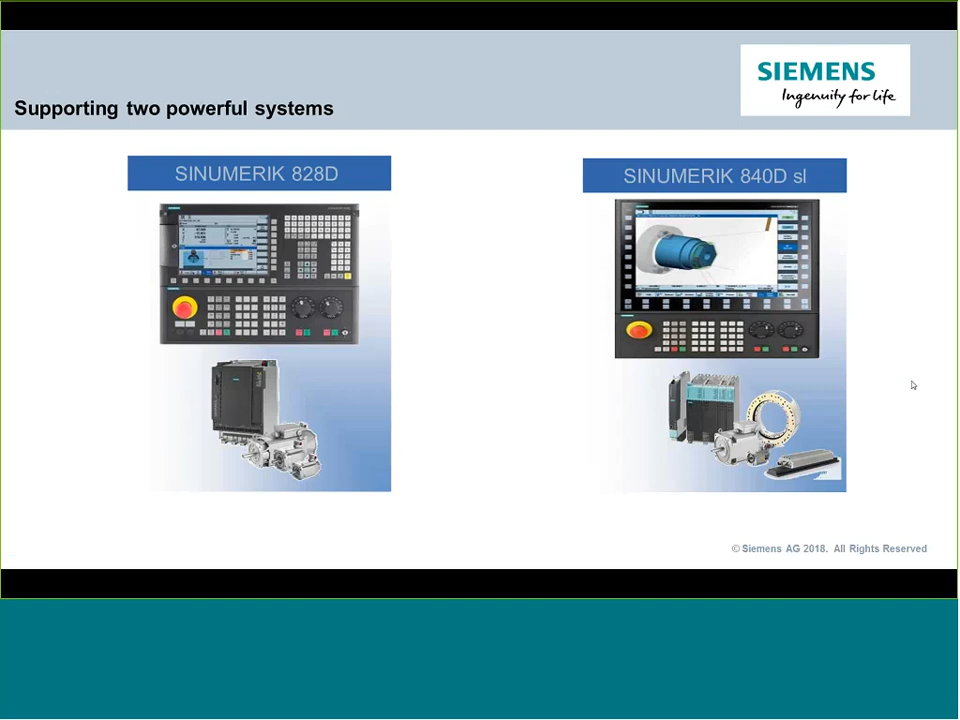 SIEMENS
Ingenuity for life
Supporting two powerful systems
SINUMERIK 828D
SINUMERIK 840D sl
© Siemens AG 2018. All Rights Reserved